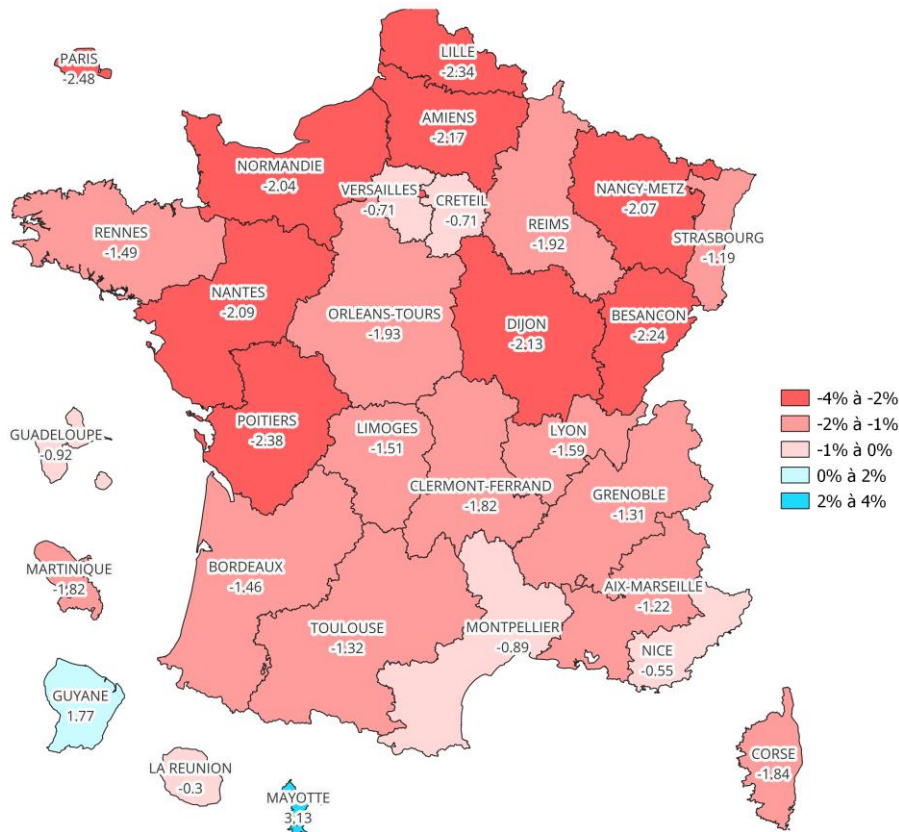 PARIS
-2.48
LILLE
-2.34
AMIENS
-2.17
NORMANDIE
-2.04
VERSAILLES
-0.71
CRETEIL
-0.71
REIMS
-1.92
NANCY-METZ
-2.07
STRASBOURG
-1.19
RENNES
-1.49
NANTES
-2.09
ORLEANS-TOURS
-1.93
DIJON
-2.13
BESANCON
-2.24
POITIERS
-2.38
LIMOGES
-1.51
LYON
-1.59
CLERMONT-FERRAND
-1.82
GRENOBLE
-1.31
GUADELOUPE
-0.92
MARTINIQUE
-1.82
BORDEAUX
-1.46
TOULOUSE
-1.32
MONTPELLIER
-0.89
AIX-MARSEILLE
-1.22
NICE
-0.55
GUYANE
1.77
LA REUNION
-0.3
MAYOTTE
3.13
CORSE
-1.84
-4% à -2%
-2% à -1%
-1% à 0%
0% à 2%
2% à 4%